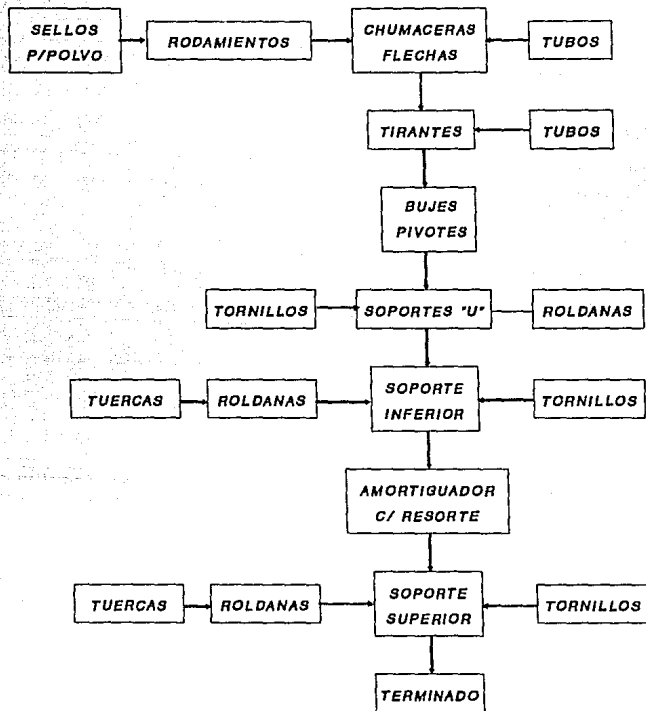 SELLOS
P/POLVO
RODAMIENTOS
CHUMACERAS
FLECHAS
TUBOS
TIRANTES
TUBOS
BUJES
PIVOTES
TORNILLOS
SOPORTES "U"
ROLDANAS
TUERCAS
ROLDANAS
SOPORTE
INFERIOR
TORNILLOS
AMORTIGUADOR
C/ RESORTE
TUERCAS
ROLDANAS
SOPORTE
SUPERIOR
TORNILLOS
TERMINADO